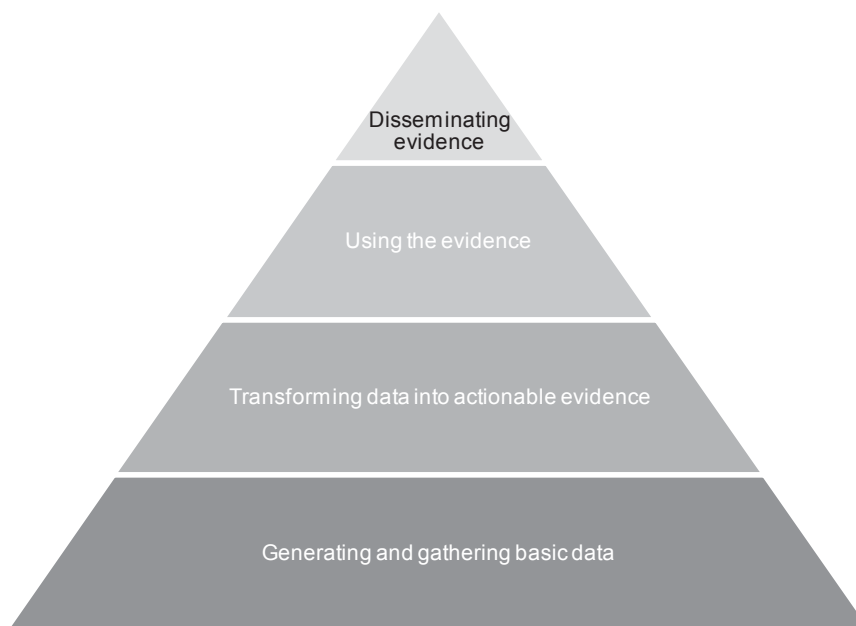 Disseminating
evidence
Using the evidence
Transforming data into actionable evidence
Generating and gathering basic data